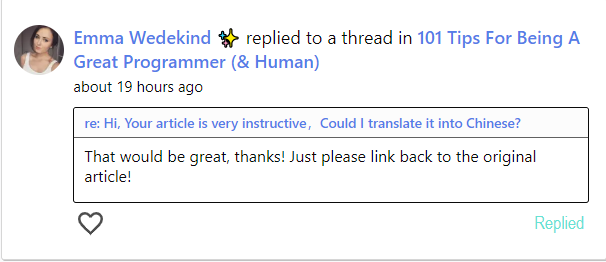 Emma Wedekind ✨ replied to a thread in 101 Tips For Being A
Great Programmer (& Human)
about 19 hours ago
re: Hi, Your article is very instructive，Could I translate it into Chinese?
That would be great, thanks! Just please link back to the original
article!
Replied